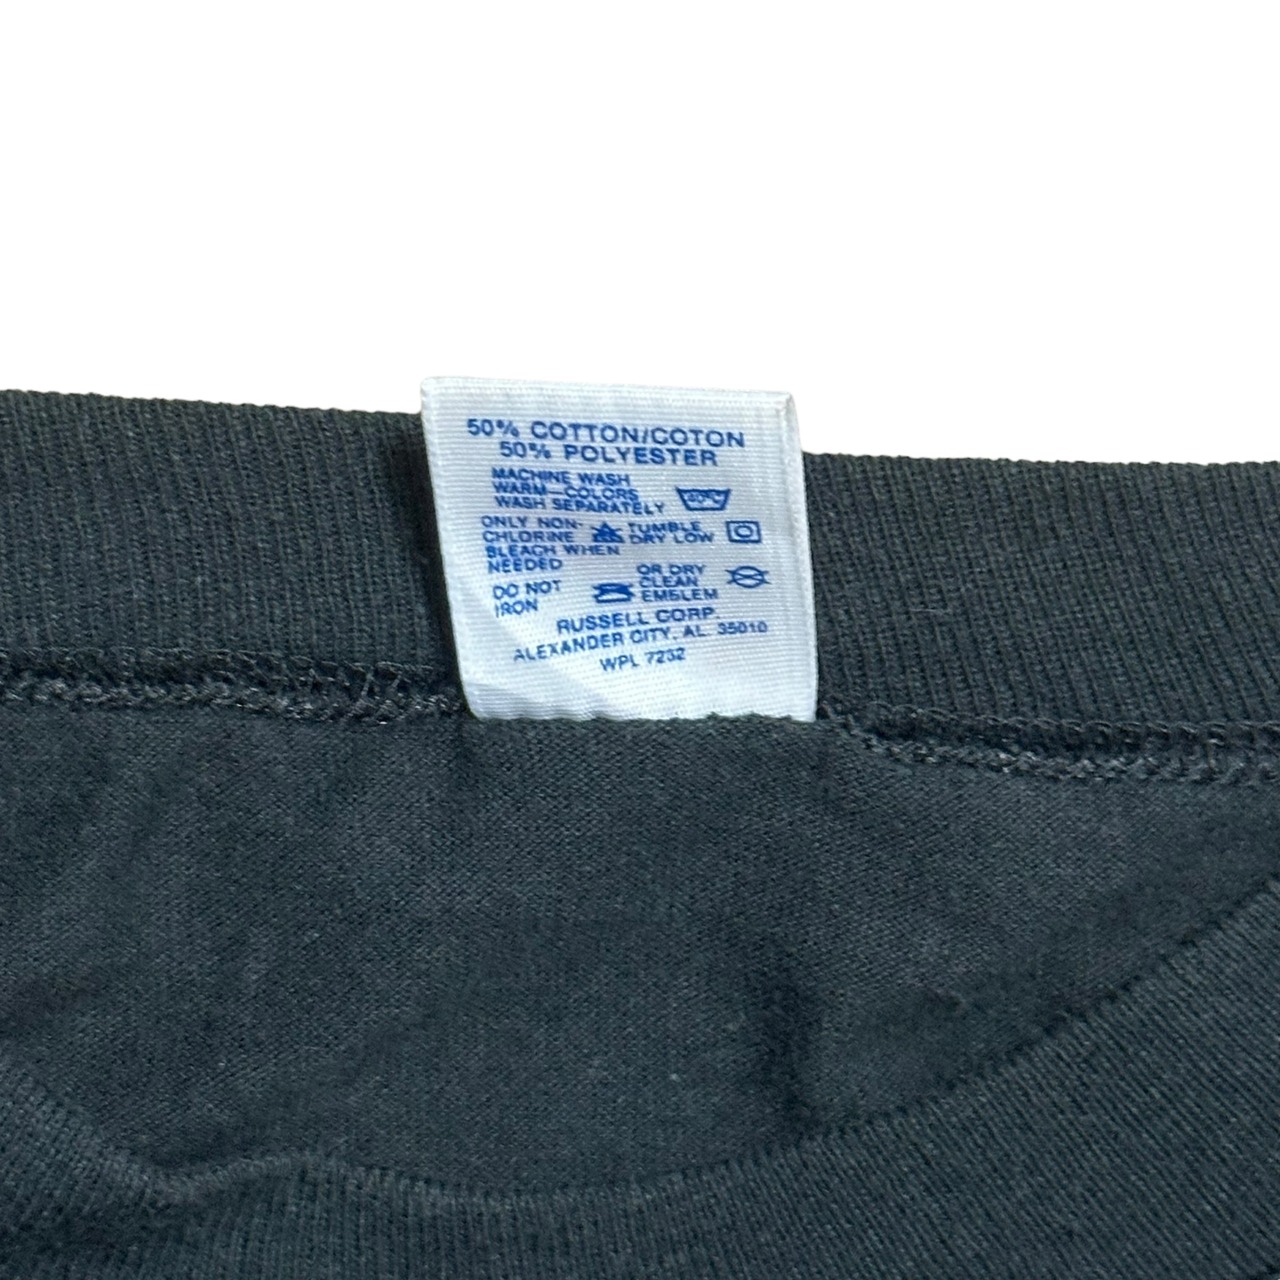 50% COTTON/COTON
50% POLYESTER
MACHINE WASH
WARM-COLORS
WASH SEPARATELY
ONLY NON-
CHLORINE
BLEACH WHEN
NEEDED
TUMBLE
DRY LOW
DO NOT
IRON
OR DRY
CLEAN
EMBLEM
RUSSELL CORP.
ALEXANDER CITY, AL 35010
WPL 7232